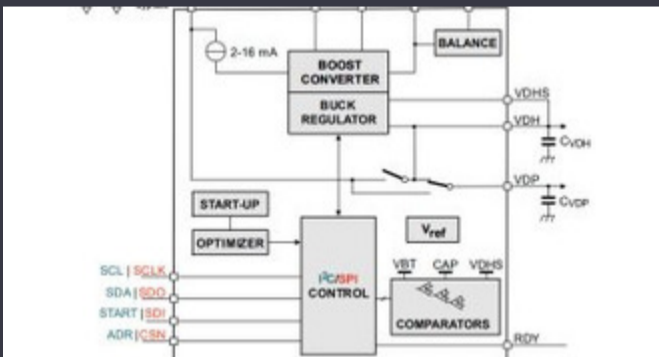 2-16 mA
BALANCE
BOOST
CONVERTER
BUCK
REGULATOR
VDHS
VDH
CVDH
VDP
CVDP
START-UP
OPTIMIZER
Vref
SCL | SCLK
SDA | SDO
START | SDI
ADR | CSN
I²C/SPI
CONTROL
VBT CAP VDHS
COMPARATORS
RDY